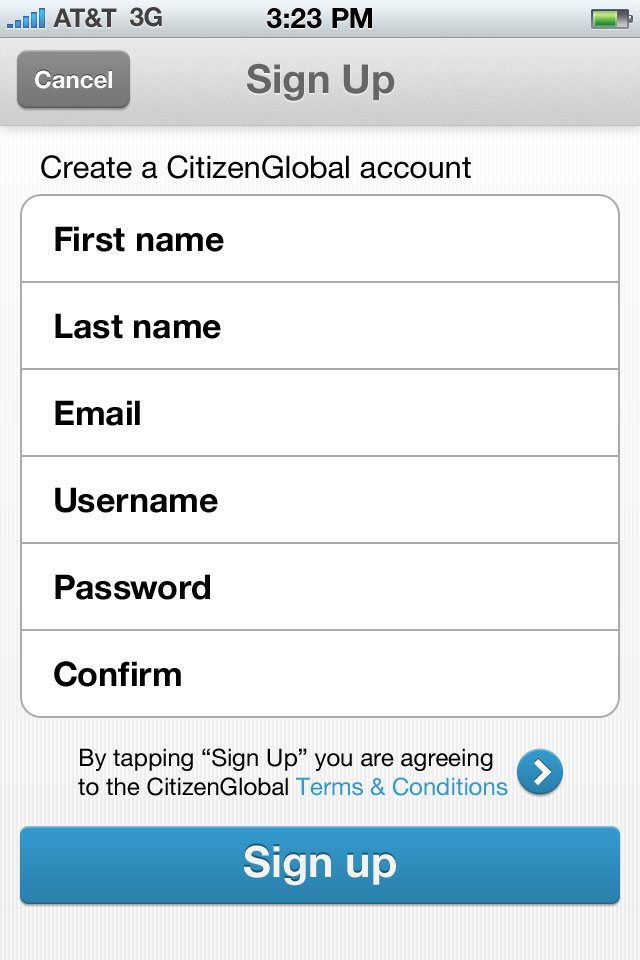 AT&T 3G 3:23 PM
Cancel Sign Up
Create a CitizenGlobal account
First name
Last name
Email
Username
Password
Confirm
By tapping “Sign Up” you are agreeing
to the CitizenGlobal Terms & Conditions
Sign up